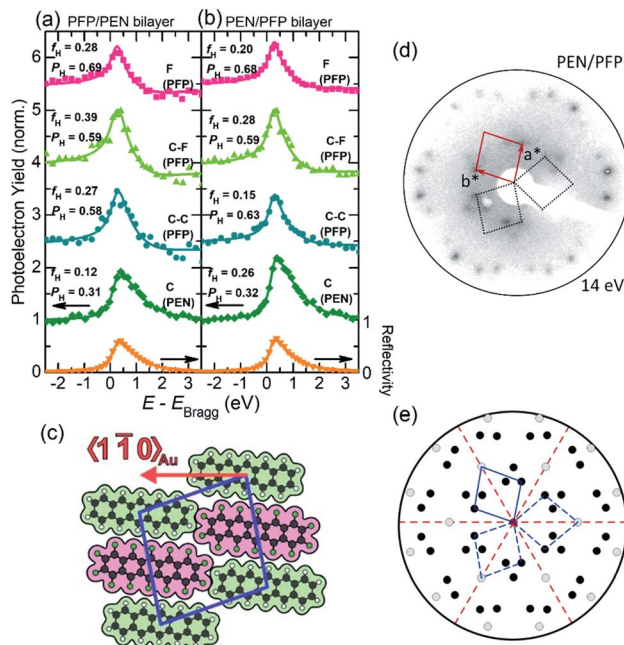 (a) PFP/PEN bilayer
(b) PEN/PFP bilayer
Photoelectron Yield (norm.)
6
5
4
3
2
1
0
f_H = 0.28
P_H = 0.69
F
(PFP)
f_H = 0.39
P_H = 0.59
C-F
(PFP)
f_H = 0.27
P_H = 0.58
C-C
(PFP)
f_H = 0.12
P_H = 0.31
C
(PEN)
f_H = 0.20
P_H = 0.68
F
(PFP)
f_H = 0.28
P_H = 0.59
C-F
(PFP)
f_H = 0.15
P_H = 0.63
C-C
(PFP)
f_H = 0.26
P_H = 0.32
C
(PEN)
1
0
Reflectivity
-2 -1 0 1 2 3
-2 -1 0 1 2 3
E - E_Bragg (eV)
(d)
PEN/PFP
a*
b*
14 eV
(c)
⟨1 1̄ 0⟩Au
(e)